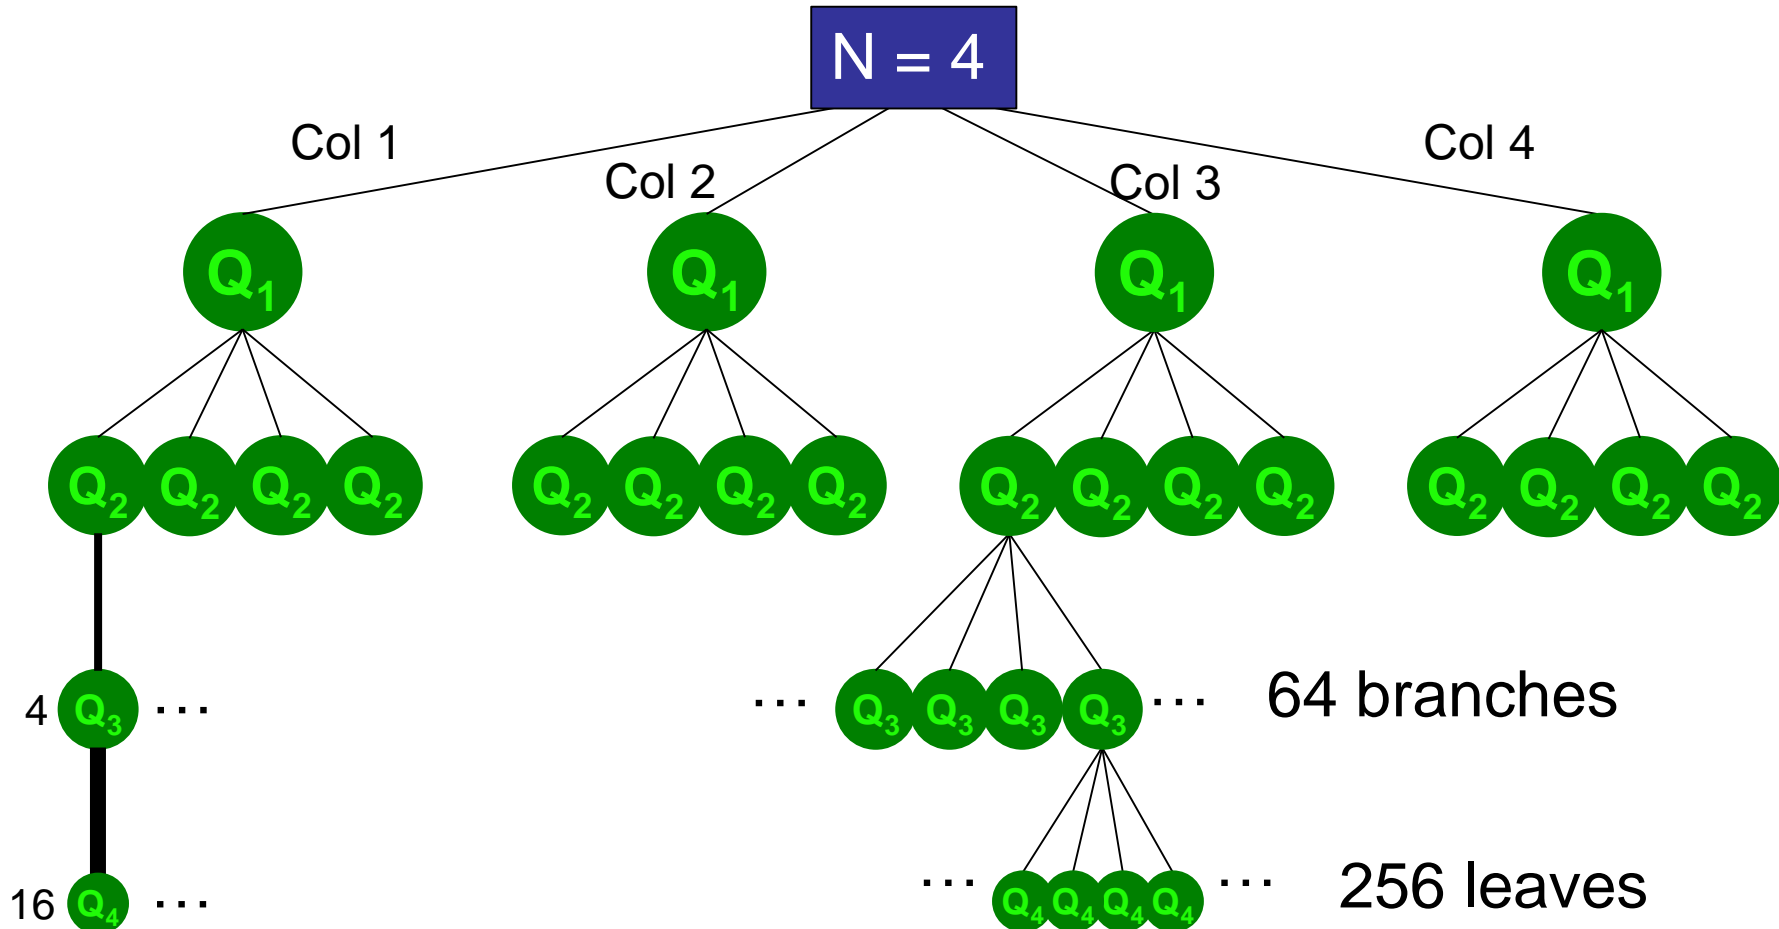 N = 4
Col 1
Col 4
Col 2
Col 3
Q1 Q1 Q1 Q1
Q2 Q2 Q2 Q2 Q2 Q2 Q2 Q2 Q2 Q2 Q2 Q2 Q2 Q2 Q2 Q2
4 Q3 ... ... Q3 Q3 Q3 Q3 ... 64 branches
16 Q4 ... ... Q4 Q4 Q4 Q4 ... 256 leaves